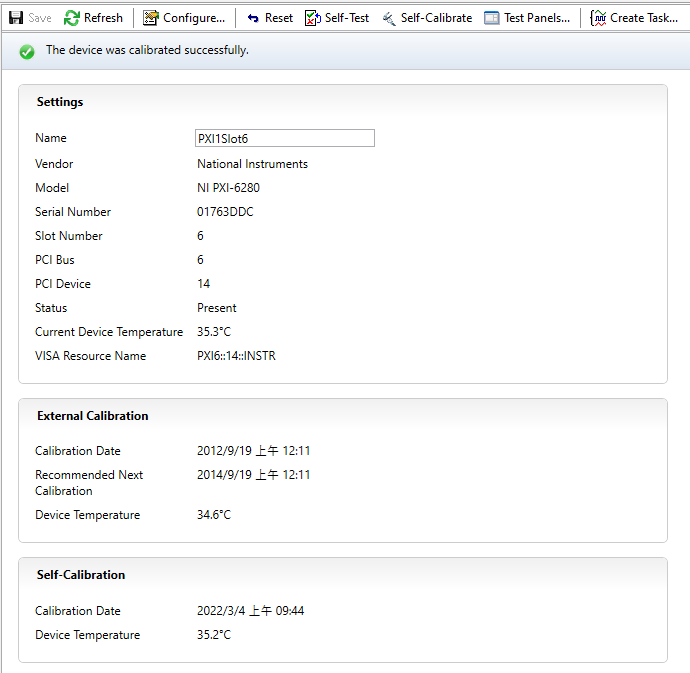 Save Refresh Configure... Reset Self-Test Self-Calibrate Test Panels... Create Task...
The device was calibrated successfully.
Settings
Name PXI1Slot6
Vendor National Instruments
Model NI PXI-6280
Serial Number 01763DDC
Slot Number 6
PCI Bus 6
PCI Device 14
Status Present
Current Device Temperature 35.3°C
VISA Resource Name PXI6::14::INSTR
External Calibration
Calibration Date 2012/9/19 上午 12:11
Recommended Next 2014/9/19 上午 12:11
Calibration
Device Temperature 34.6°C
Self-Calibration
Calibration Date 2022/3/4 上午 09:44
Device Temperature 35.2°C